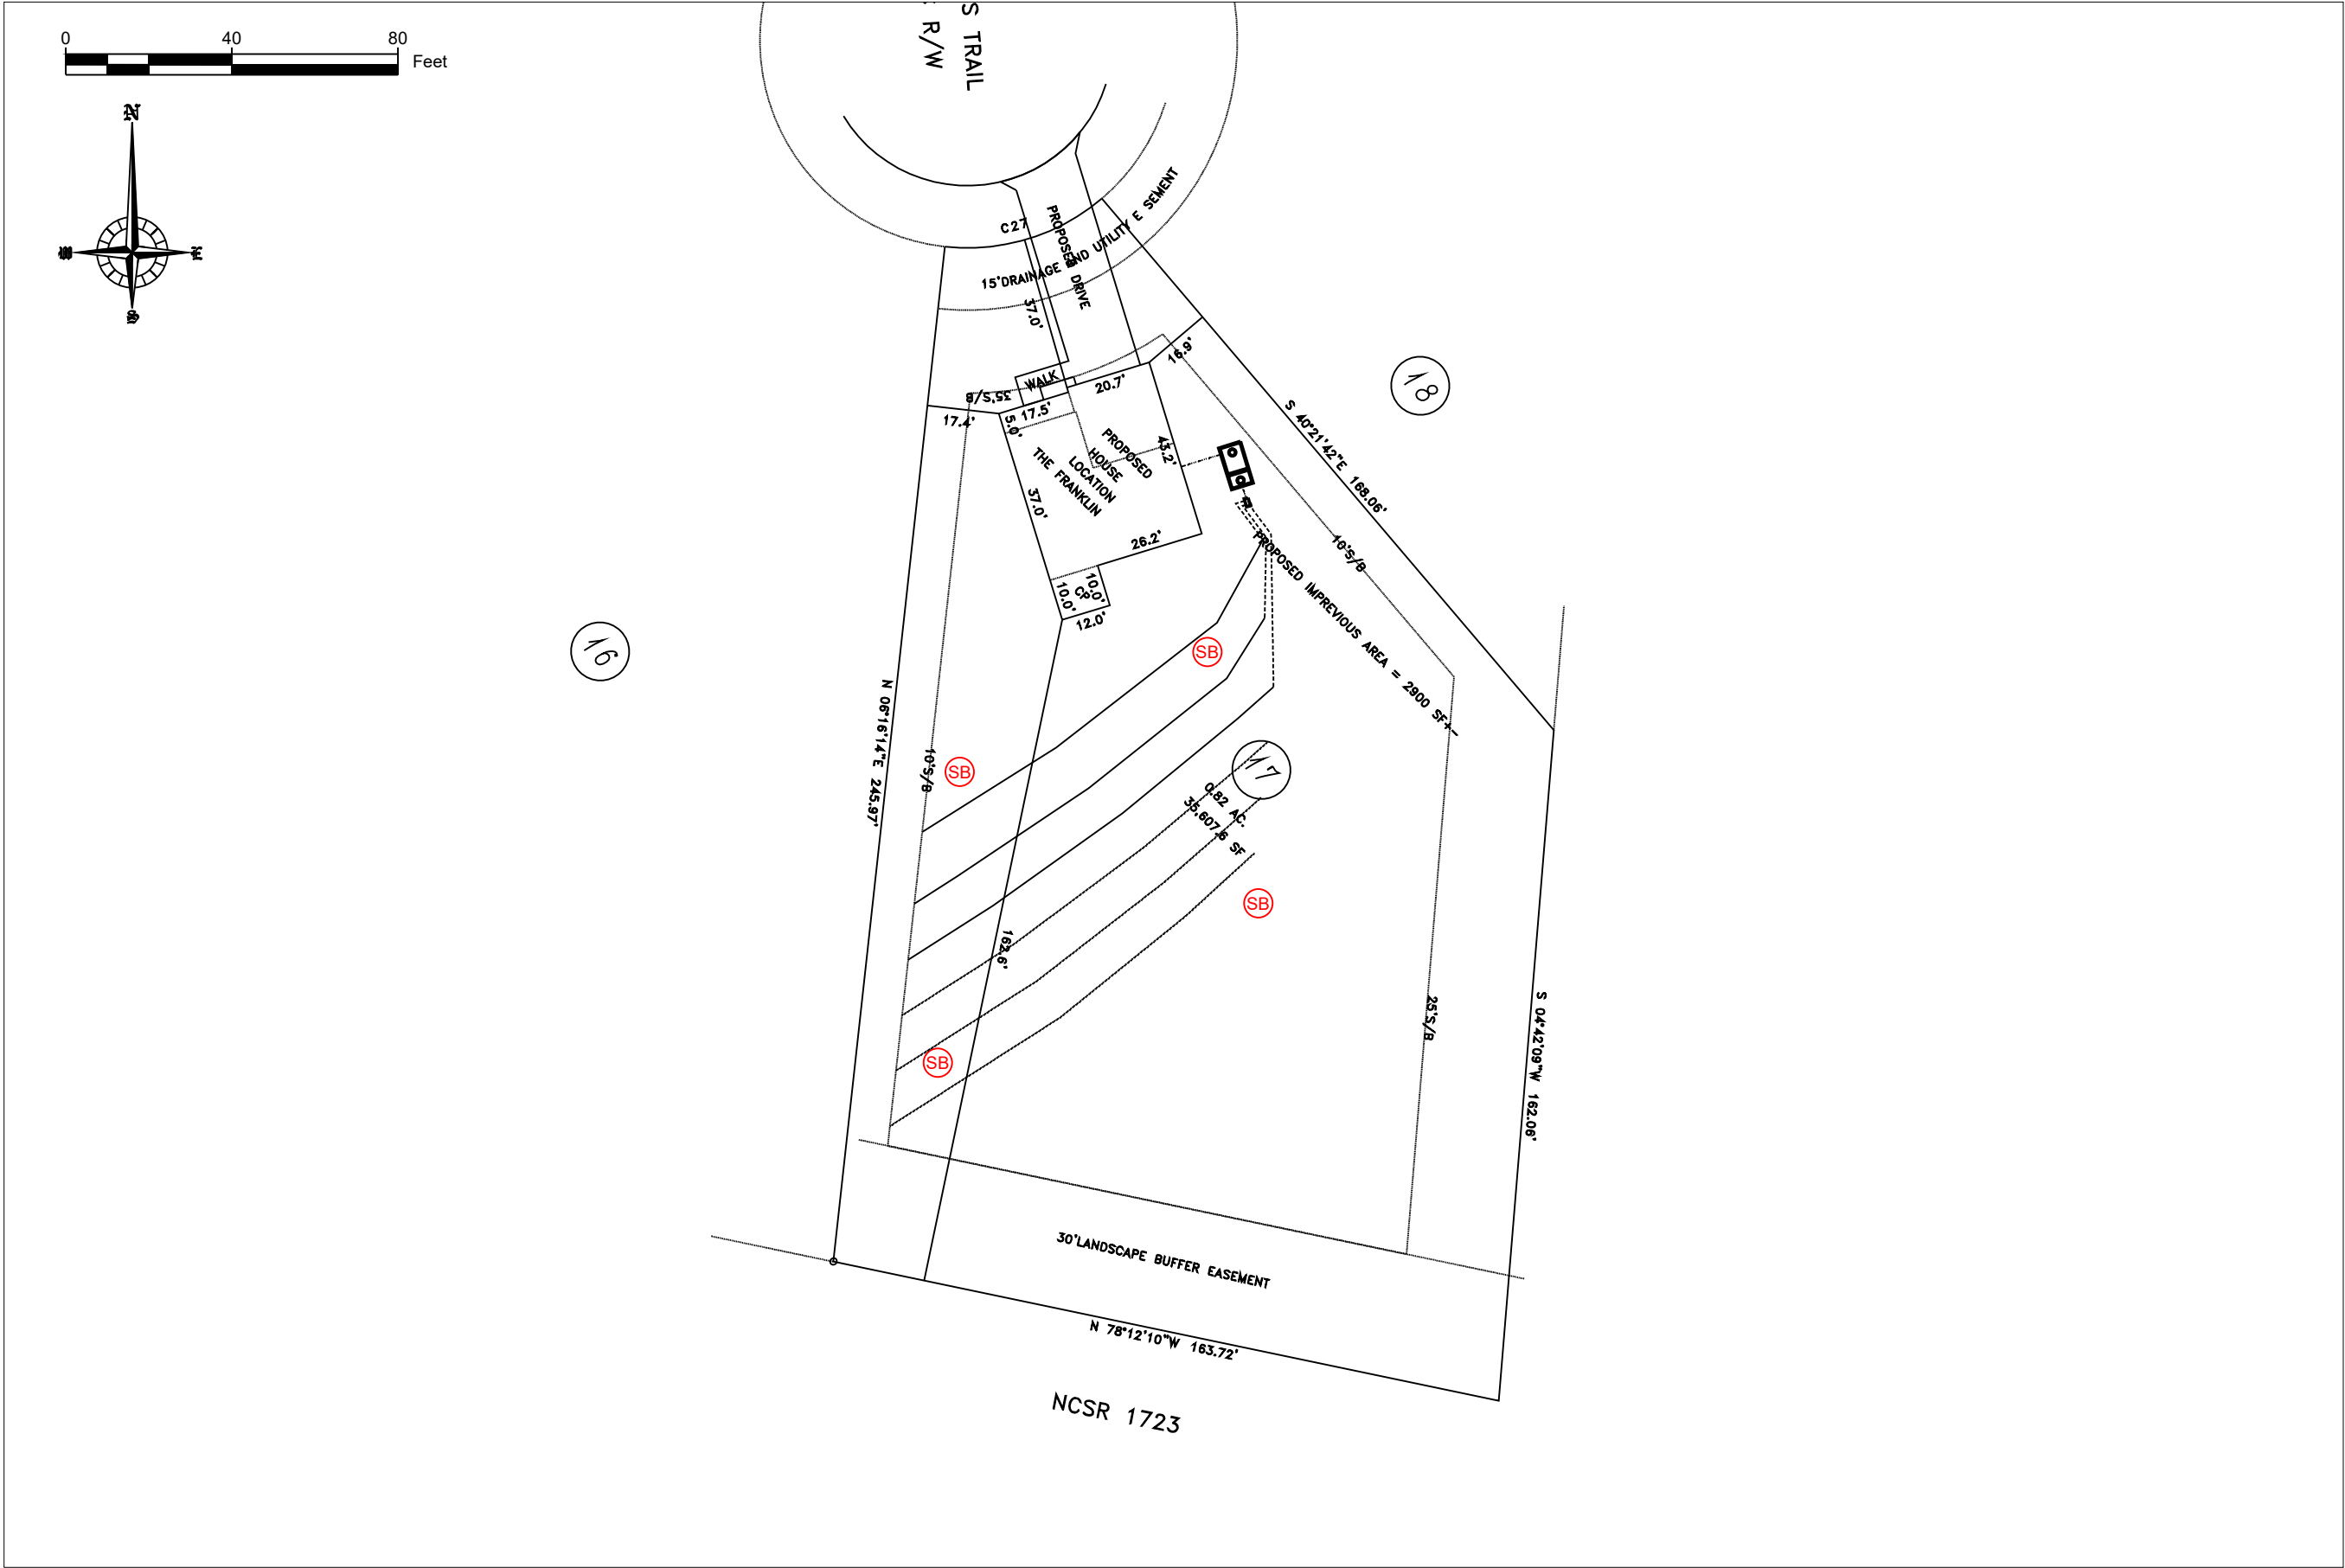 0 40 80
Feet
S TRAIL
R/W
C27
15'DRAINAGE AND UTILITY E SEMENT
PROPOSED DRIVE
37.0'
WALK
35'S/B
16.9'
20.7'
17.5'
17.4'
5.0'
43.2'
PROPOSED
HOUSE
LOCATION
THE FRANKLIN
37.0'
26.2'
10.0'
CP
10.0'
12.0'
18
S 40°21'42"E 168.06'
10'S/B
PROPOSED IMPREVIOUS AREA = 2900 SF+-
16
SB
N 06°16'14"E 245.97'
10'S/B
SB
17
0.82 AC.
35,607.6 SF
SB
162.6'
SB
25'S/B
S 04°42'09"W 162.06'
30'LANDSCAPE BUFFER EASEMENT
N 78°12'10"W 163.72'
NCSR 1723